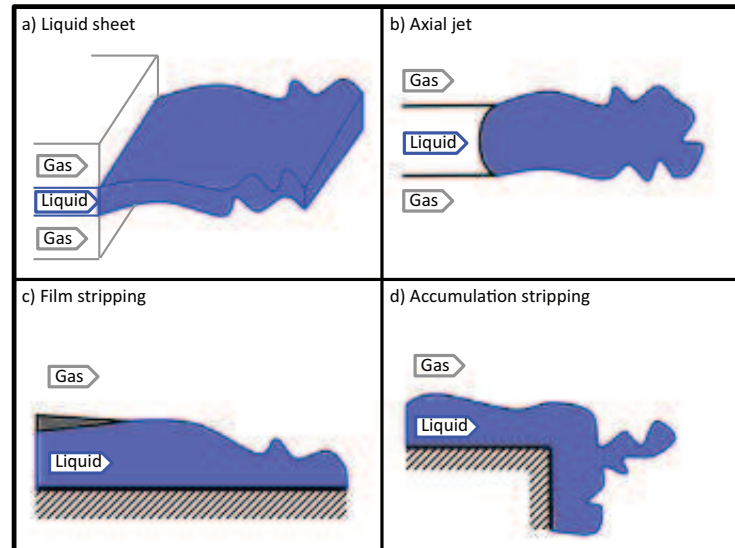 a) Liquid sheet
Gas
Liquid
Gas
b) Axial jet
Gas
Liquid
Gas
c) Film stripping
Gas
Liquid
d) Accumulation stripping
Gas
Liquid